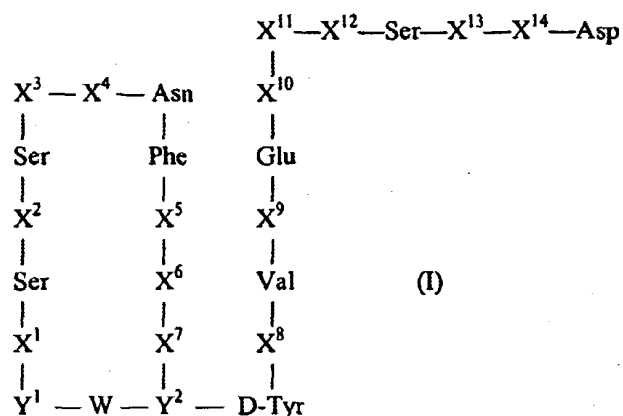 X¹¹—X¹²—Ser—X¹³—X¹⁴—Asp
X³—X⁴—Asn X¹⁰
Ser Phe Glu
X² X⁵ X⁹
Ser X⁶ Val (I)
X¹ X⁷ X⁸
Y¹—W—Y²—D-Tyr